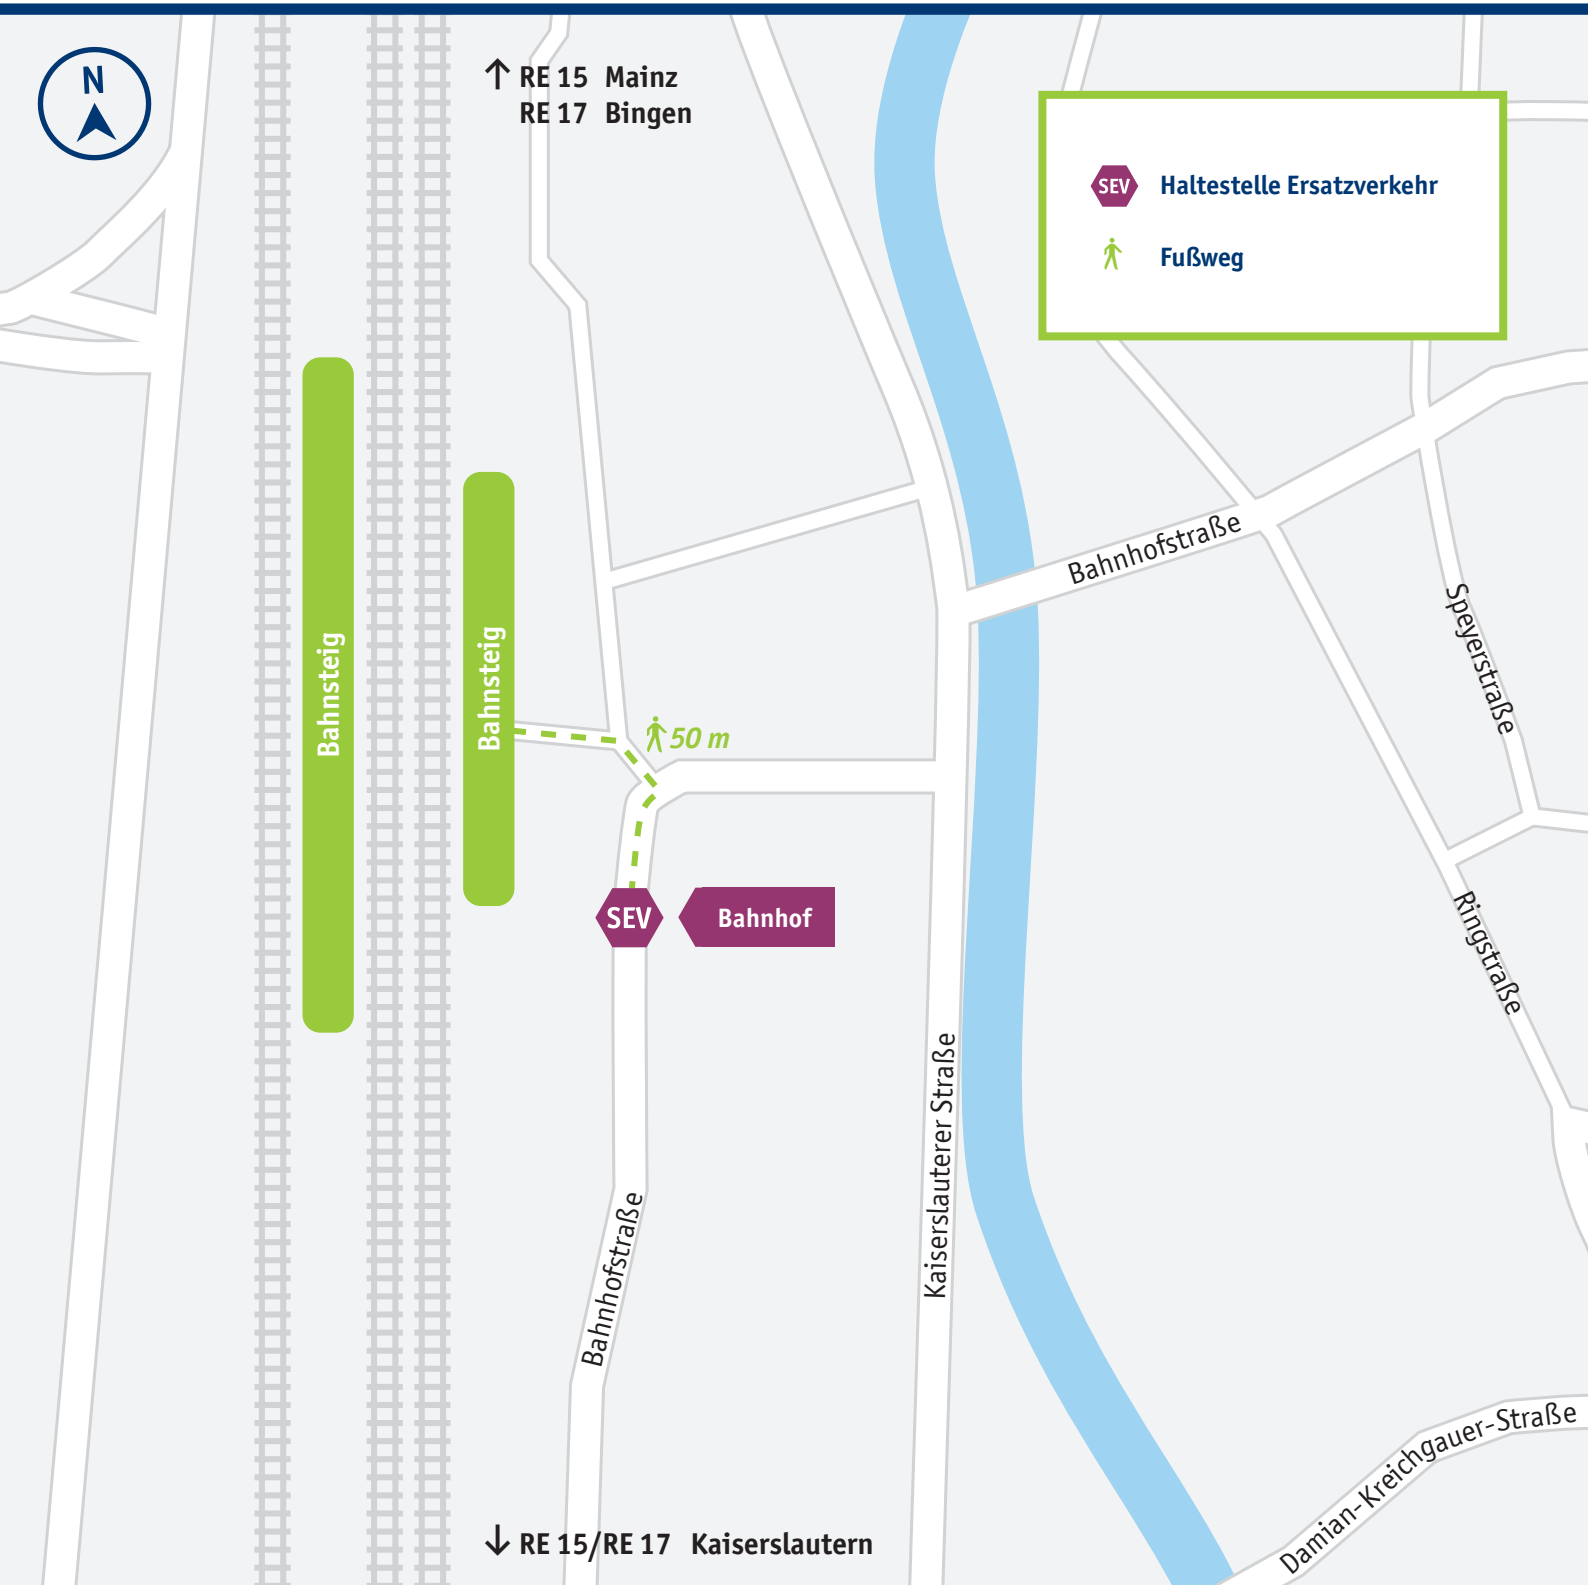 N
↑ RE 15 Mainz
RE 17 Bingen
SEV Haltestelle Ersatzverkehr
Fußweg
Bahnhofstraße
Speyerstraße
Bahnsteig
Bahnsteig
50 m
SEV
Bahnhof
Ringstraße
Kaiserslauterer Straße
Bahnhofstraße
Damian-Kreichgauer-Straße
↓ RE 15/RE 17 Kaiserslautern